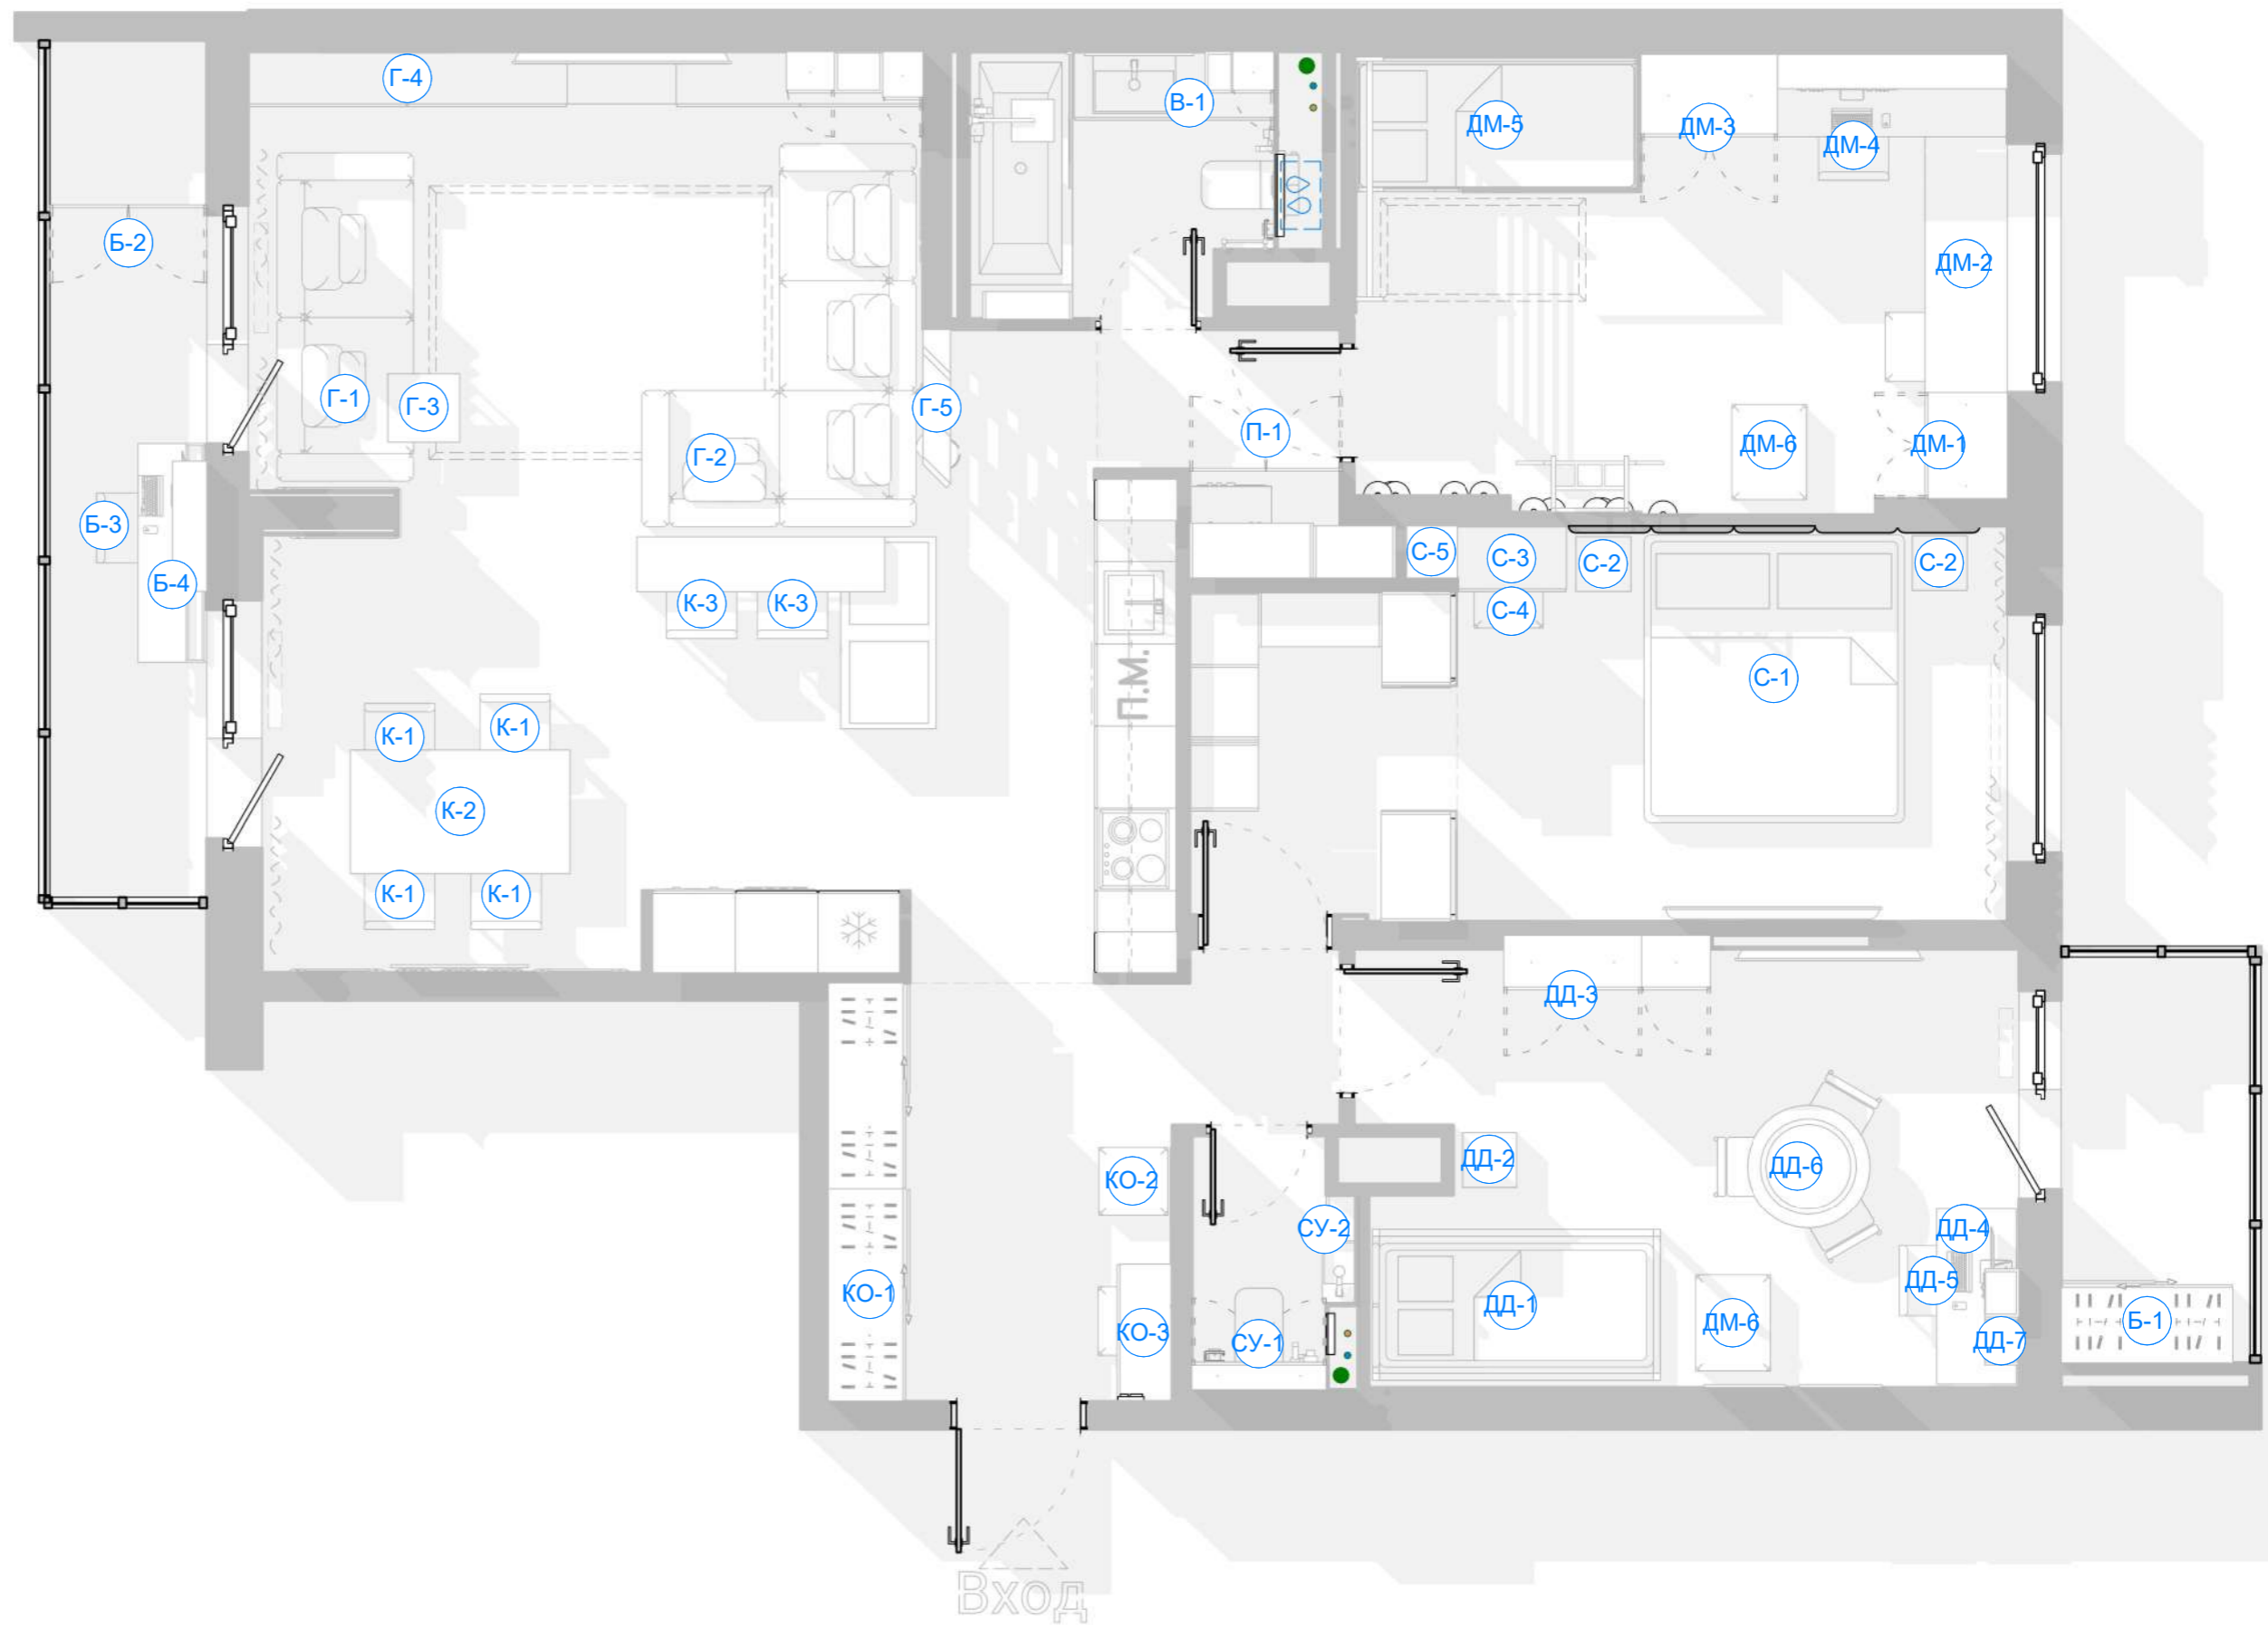 Г-4
В-1
ДМ-5
ДМ-3
ДМ-4
Б-2
ДМ-2
Г-1
Г-3
Г-5
Г-2
П-1
ДМ-6
ДМ-1
Б-3
Б-4
С-5
С-3
С-2
С-2
К-3
К-3
С-4
П.М.
С-1
К-1
К-1
К-2
К-1
К-1
ДД-3
КО-2
ДД-2
ДД-6
СУ-2
ДД-4
ДД-5
КО-1
ДД-1
КО-3
СУ-1
ДМ-6
ДД-7
Б-1
Вход